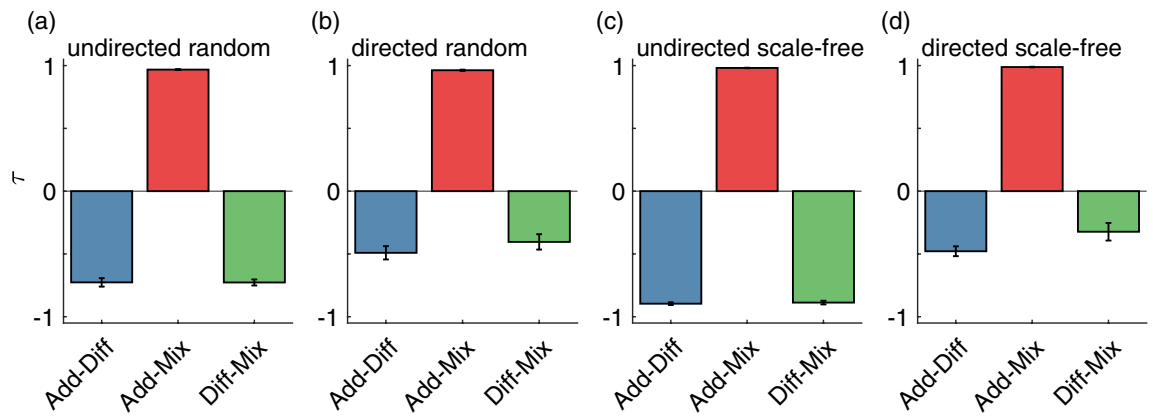 (a)
undirected random
(b)
directed random
(c)
undirected scale-free
(d)
directed scale-free
τ
1
0
-1
Add-Diff
Add-Mix
Diff-Mix
1
0
-1
Add-Diff
Add-Mix
Diff-Mix
1
0
-1
Add-Diff
Add-Mix
Diff-Mix
1
0
-1
Add-Diff
Add-Mix
Diff-Mix